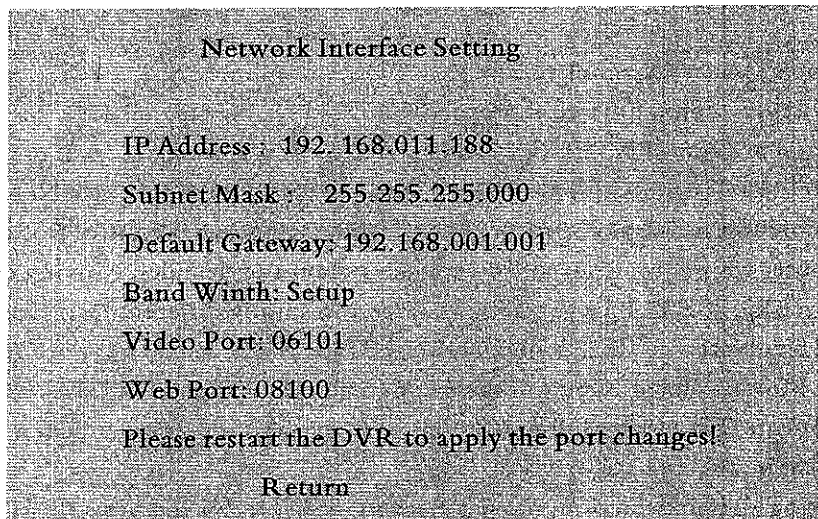 Network Interface Setting
IP Address : 192. 168.011.188
Subnet Mask : 255.255.255.000
Default Gateway: 192.168.001.001
Band Winth: Setup
Video Port: 06101
Web Port: 08100
Please restart the DVR to apply the port changes!
Return